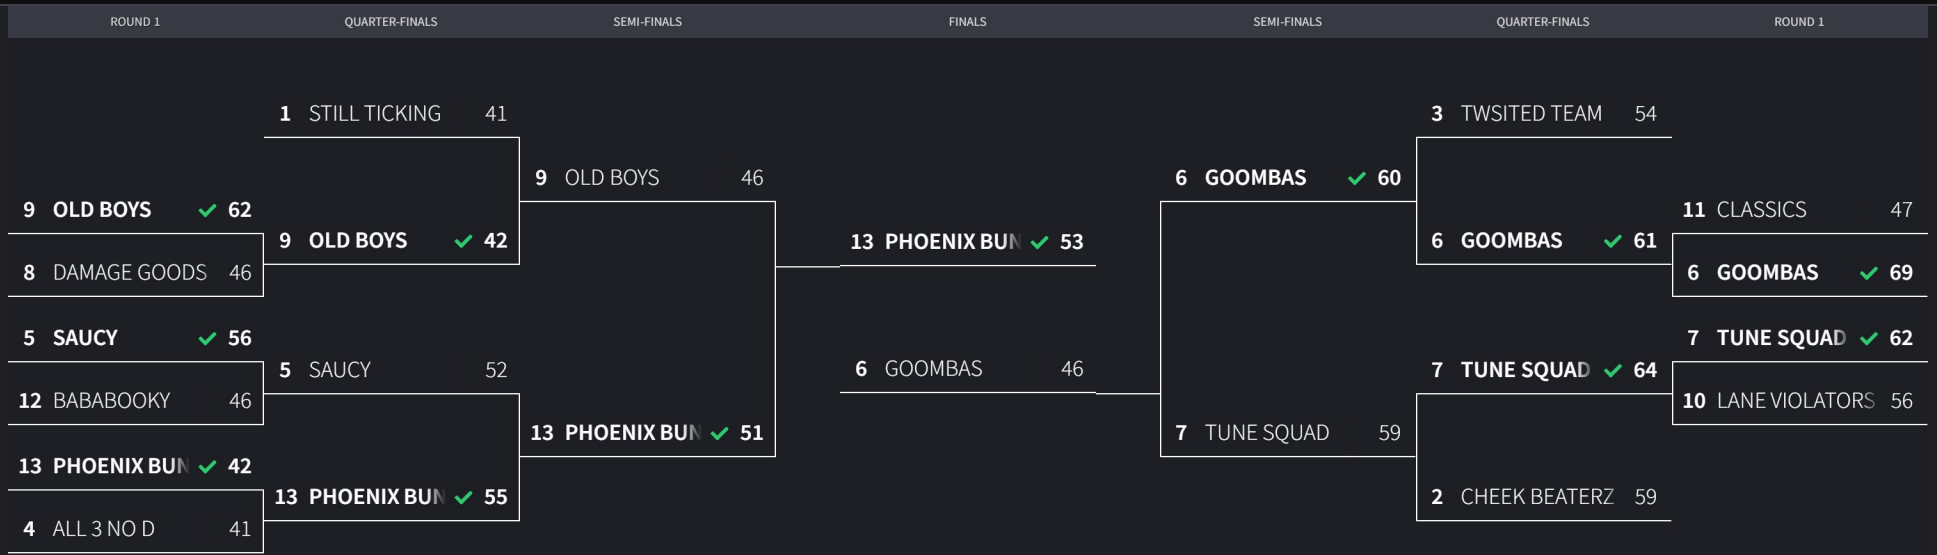 ROUND 1 QUARTER-FINALS SEMI-FINALS FINALS SEMI-FINALS QUARTER-FINALS ROUND 1
1 STILL TICKING 41
3 TWSITED TEAM 54
9 OLD BOYS 46
6 GOOMBAS 60
9 OLD BOYS 62
11 CLASSICS 47
9 OLD BOYS 42
13 PHOENIX BUN 53
6 GOOMBAS 61
8 DAMAGE GOODS 46
6 GOOMBAS 69
5 SAUCY 56
7 TUNE SQUAD 62
5 SAUCY 52
6 GOOMBAS 46
7 TUNE SQUAD 64
12 BABABOOKY 46
10 LANE VIOLATORS 56
13 PHOENIX BUN 51
7 TUNE SQUAD 59
13 PHOENIX BUN 42
13 PHOENIX BUN 55
2 CHEEK BEATERZ 59
4 ALL 3 NO D 41